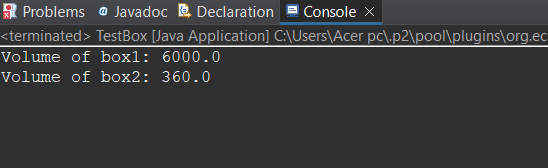 Problems @ Javadoc Declaration Console
<terminated> TestBox [Java Application] C:\Users\Acer pc\.p2\pool\plugins\org.ec
Volume of box1: 6000.0
Volume of box2: 360.0